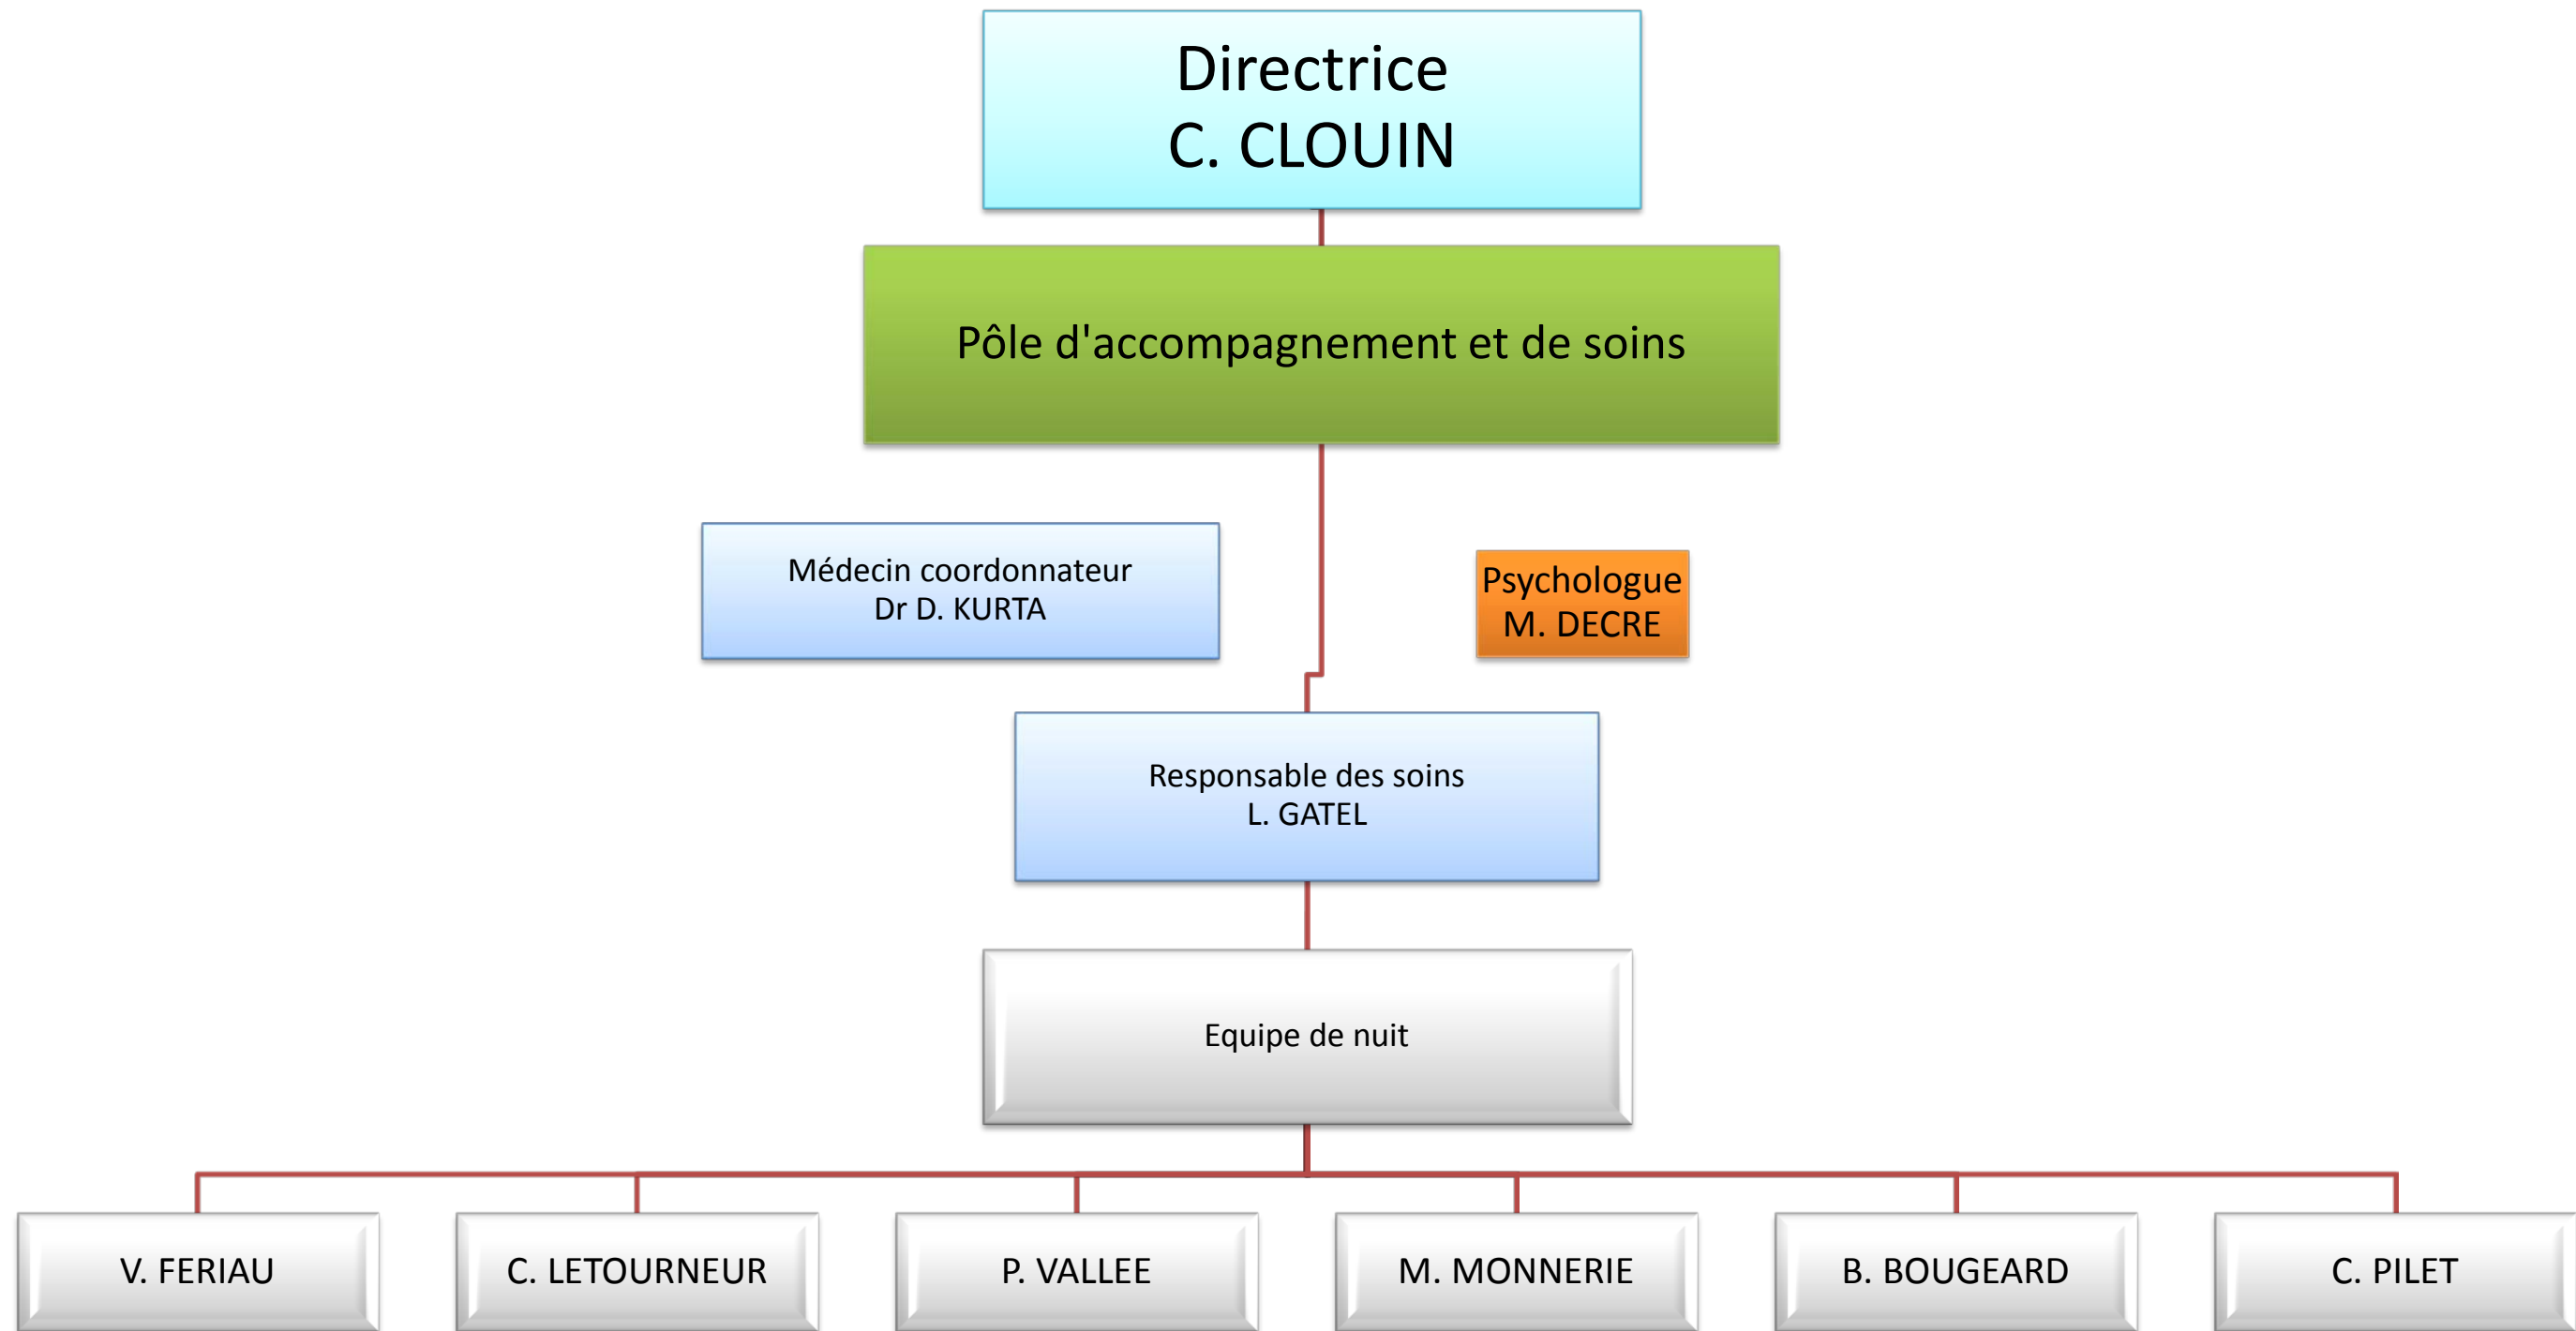 Directrice
C. CLOUIN
Pôle d'accompagnement et de soins
Médecin coordonnateur
Dr D. KURTA
Psychologue
M. DECRE
Responsable des soins
L. GATEL
Equipe de nuit
V. FERIAU
C. LETOURNEUR
P. VALLEE
M. MONNERIE
B. BOUGEARD
C. PILET